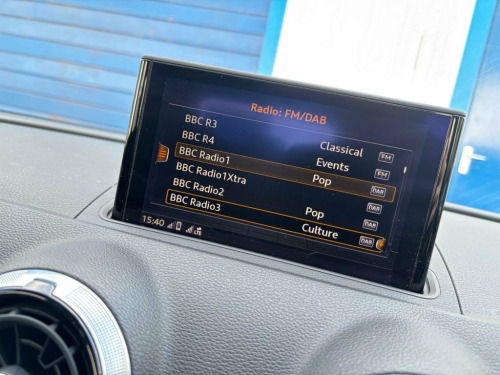 Radio: FM/DAB
BBC R3 Classical FM
BBC R4 Events FM
BBC Radio1 Pop DAB
BBC Radio1Xtra DAB
BBC Radio2 Pop DAB
BBC Radio3 Culture DAB
15:40 LTE